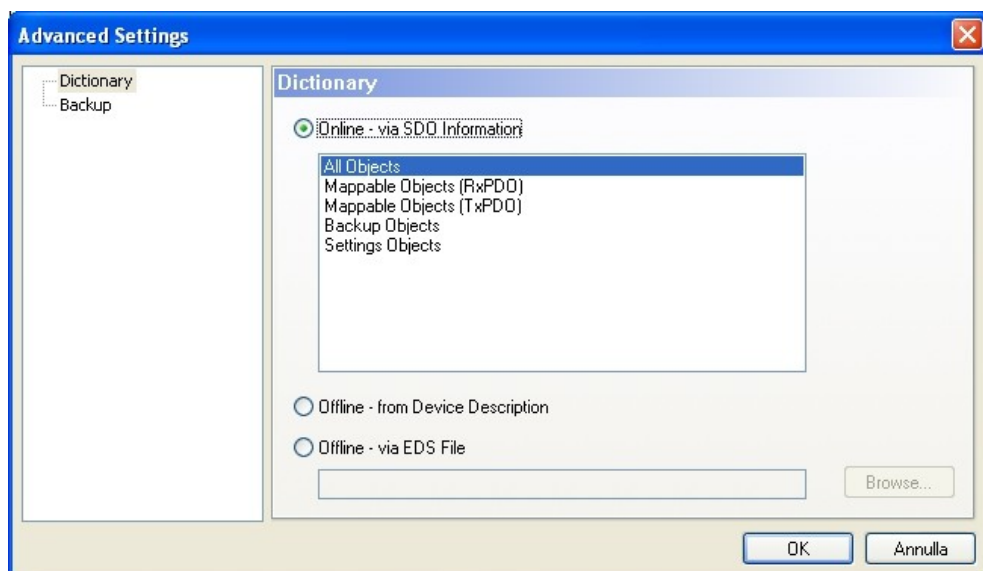 Advanced Settings
Dictionary
Backup
Dictionary
Online - via SDO Information
All Objects
Mappable Objects (RxPDO)
Mappable Objects (TxPDO)
Backup Objects
Settings Objects
Offline - from Device Description
Offline - via EDS File
Browse...
OK
Annulla